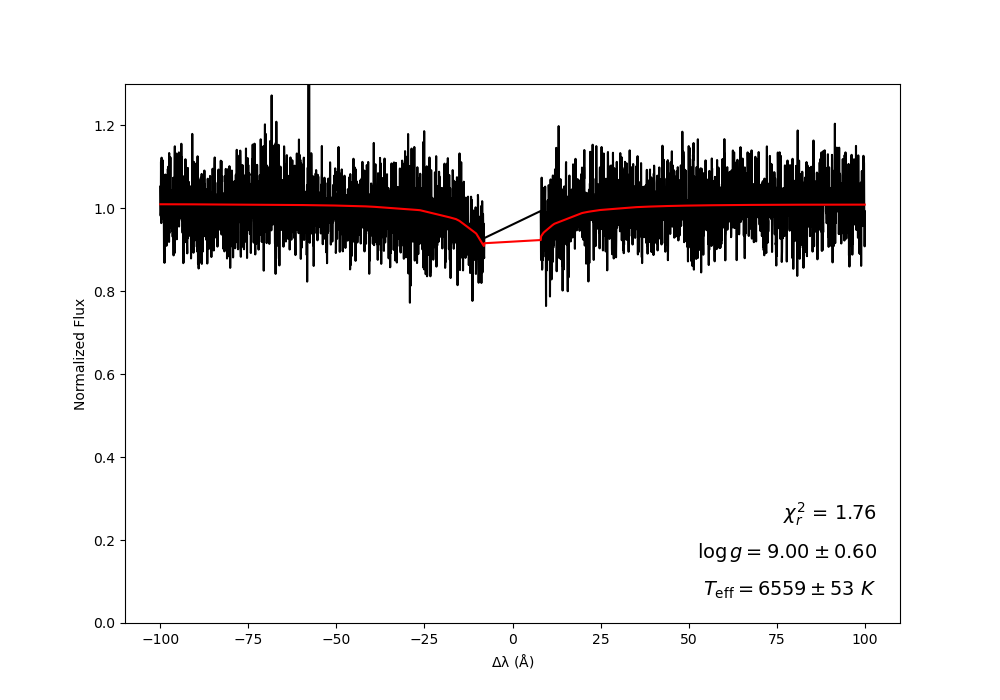 1.2
1.0
0.8
0.6
0.4
0.2
0.0
Normalized Flux
χ²ᵣ = 1.76
log g = 9.00 ± 0.60
T_eff = 6559 ± 53 K
−100 −75 −50 −25 0 25 50 75 100
Δλ (Å)